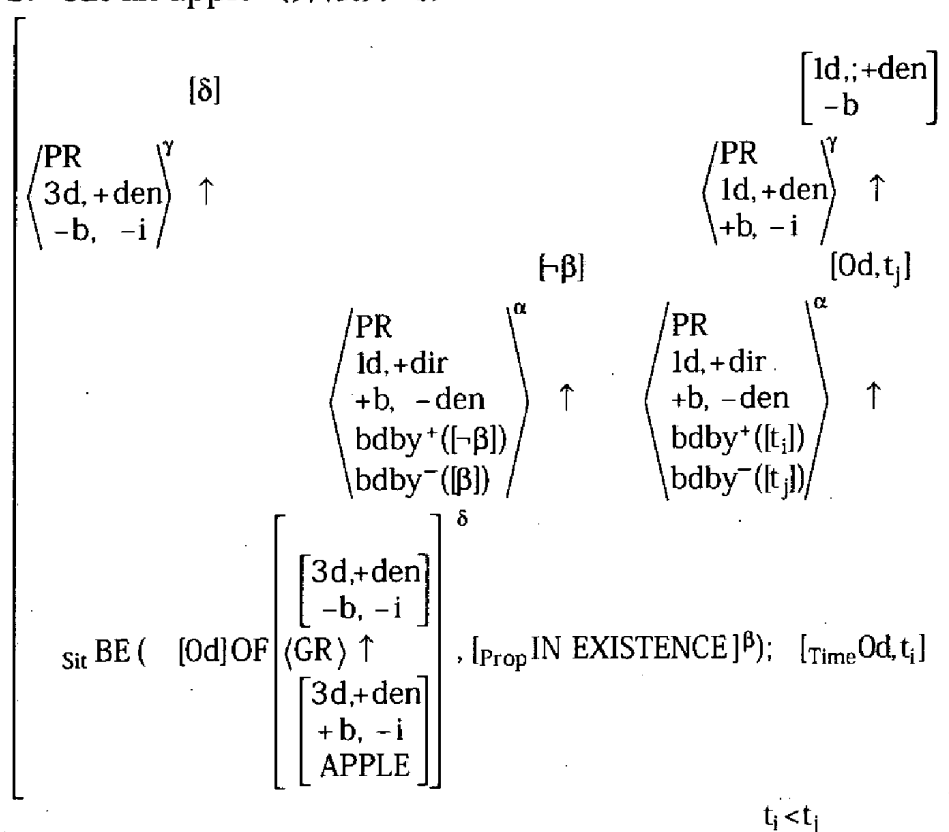 apple
[δ] [1d,;+den
-b]
⟨PR
3d,+den
-b, -i⟩γ ↑ ⟨PR
1d,+den
+b, -i⟩γ ↑
[¬β] [0d,tj]
⟨PR
1d,+dir
+b, -den
bdby+([¬β])
bdby-([β])⟩α ↑ ⟨PR
1d,+dir
+b, -den
bdby+([ti])
bdby-([tj])⟩α ↑
[3d,+den
-b, -i]
Sit BE ( [0d]OF [⟨GR⟩ ↑ ]δ , [Prop IN EXISTENCE]β); [Time 0d,ti]
[3d,+den
+b, -i
APPLE]
ti<tj